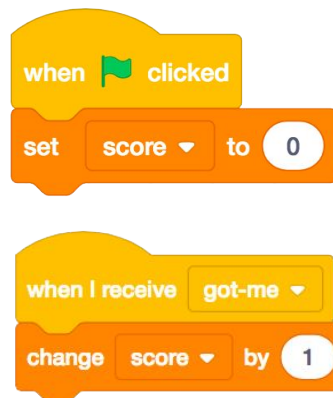 when clicked
set score to 0
when I receive got-me
change score by 1